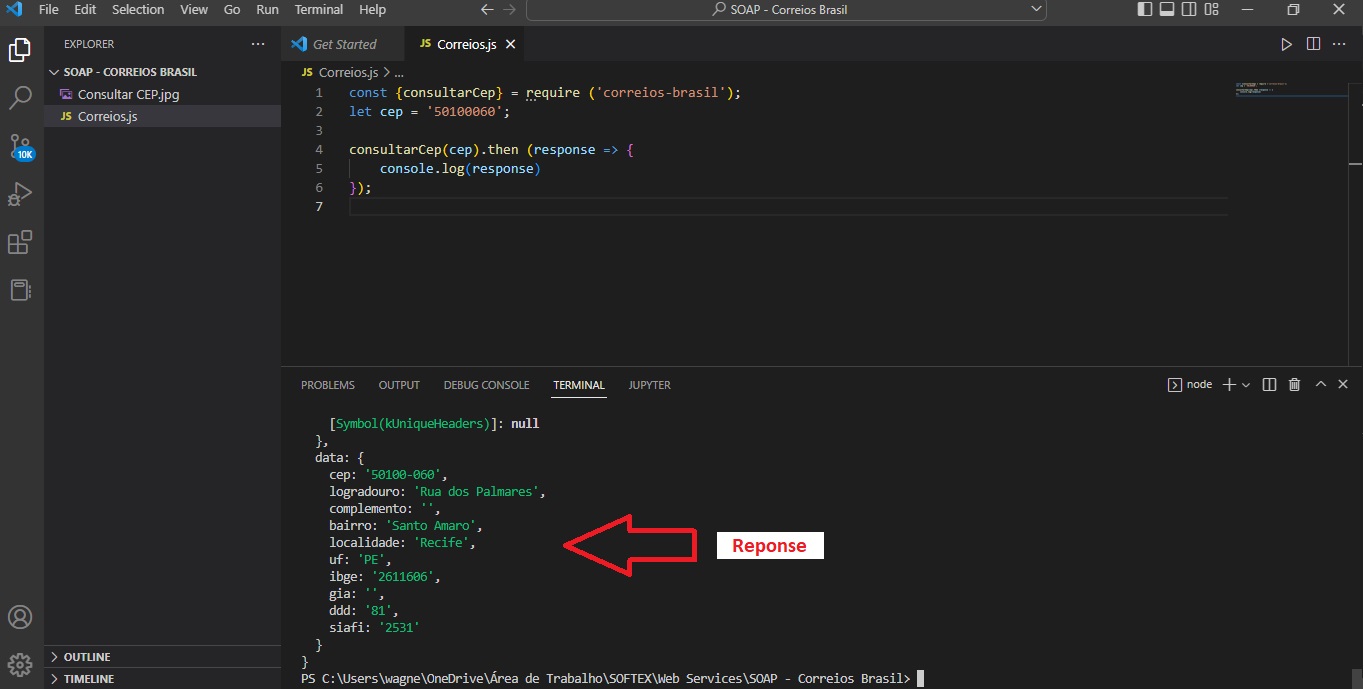 File Edit Selection View Go Run Terminal Help SOAP - Correios Brasil
EXPLORER
SOAP - CORREIOS BRASIL
Consultar CEP.jpg
JS Correios.js
10K
OUTLINE
TIMELINE
Get Started JS Correios.js
JS Correios.js > ...
1 const {consultarCep} = require ('correios-brasil');
2 let cep = '50100060';
3
4 consultarCep(cep).then (response => {
5 console.log(response)
6 });
7
PROBLEMS OUTPUT DEBUG CONSOLE TERMINAL JUPYTER node
[Symbol(kUniqueHeaders)]: null
},
data: {
cep: '50100-060',
logradouro: 'Rua dos Palmares',
complemento: '',
bairro: 'Santo Amaro',
localidade: 'Recife',
uf: 'PE',
ibge: '2611606',
gia: '',
ddd: '81',
siafi: '2531'
}
}
PS C:\Users\wagne\OneDrive\Área de Trabalho\SOFTEX\Web Services\SOAP - Correios Brasil>
Reponse